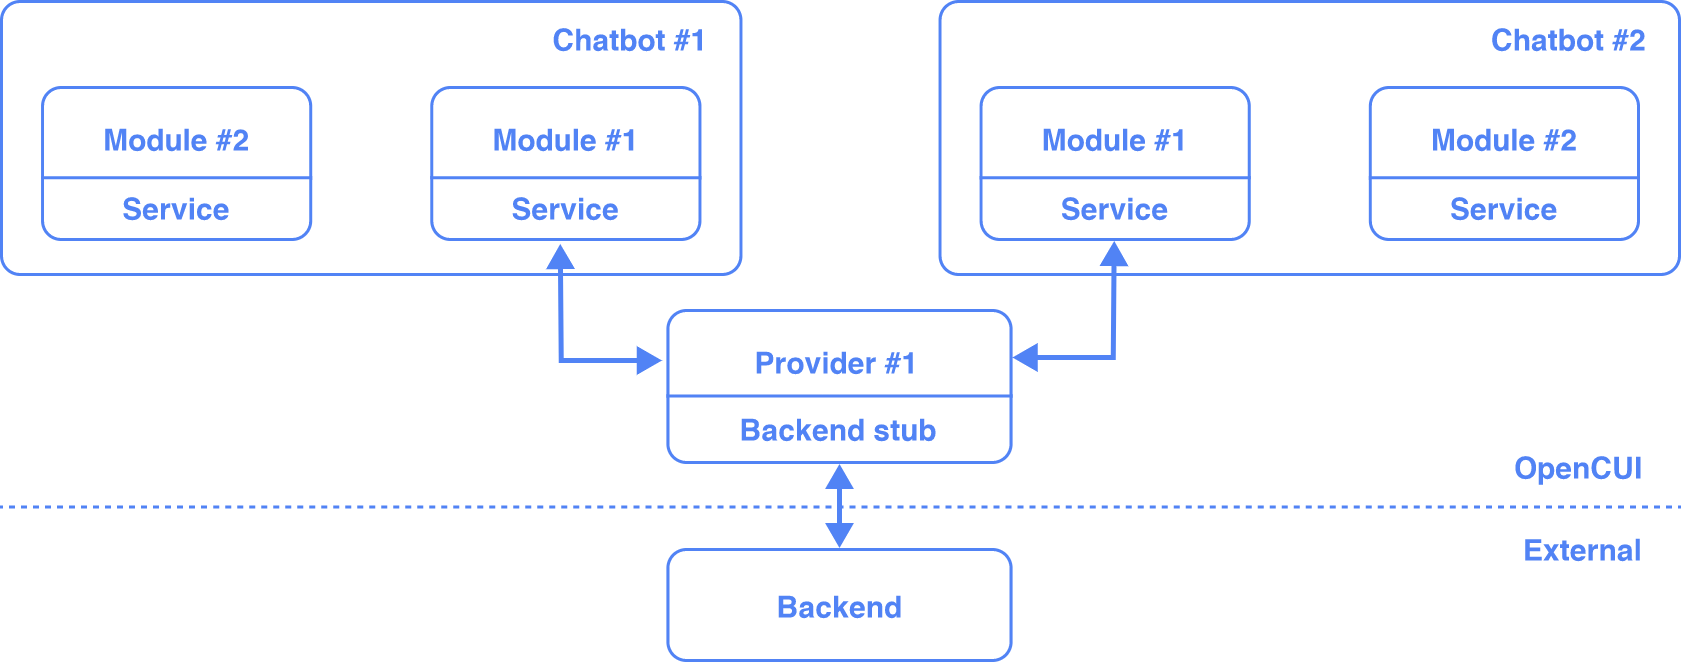 Chatbot #1
Module #2
Service
Module #1
Service
Chatbot #2
Module #1
Service
Module #2
Service
Provider #1
Backend stub
OpenCUI
External
Backend